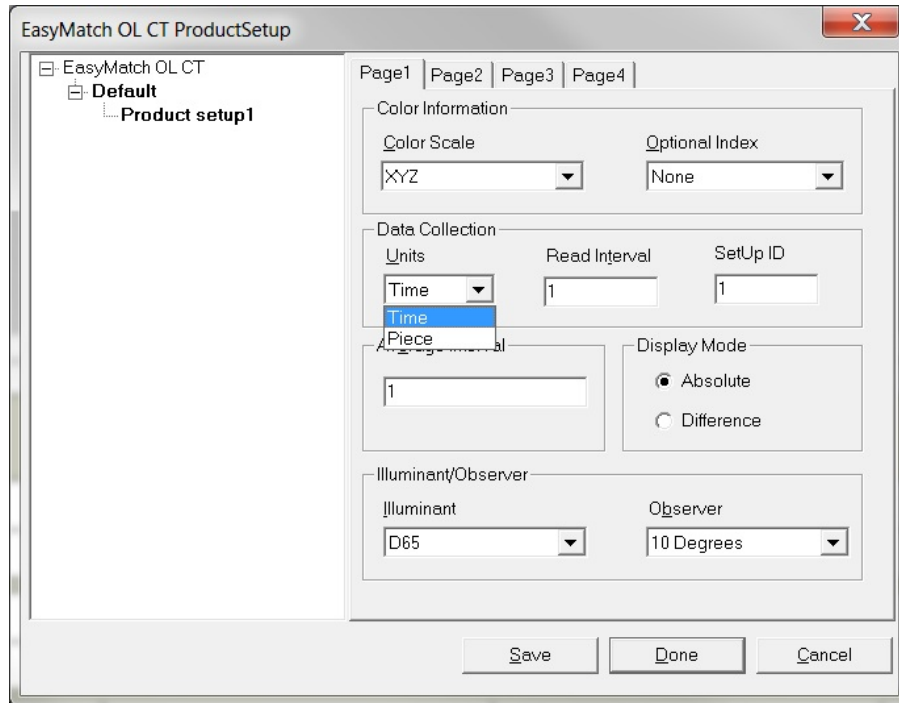 EasyMatch OL CT ProductSetup
EasyMatch OL CT
Default
Product setup1
Page1 Page2 Page3 Page4
Color Information
Color Scale Optional Index
XYZ None
Data Collection
Units Read Interval SetUp ID
Time 1 1
Time
Piece
Display Mode
1
Absolute
Difference
Illuminant/Observer
Illuminant Observer
D65 10 Degrees
Save Done Cancel